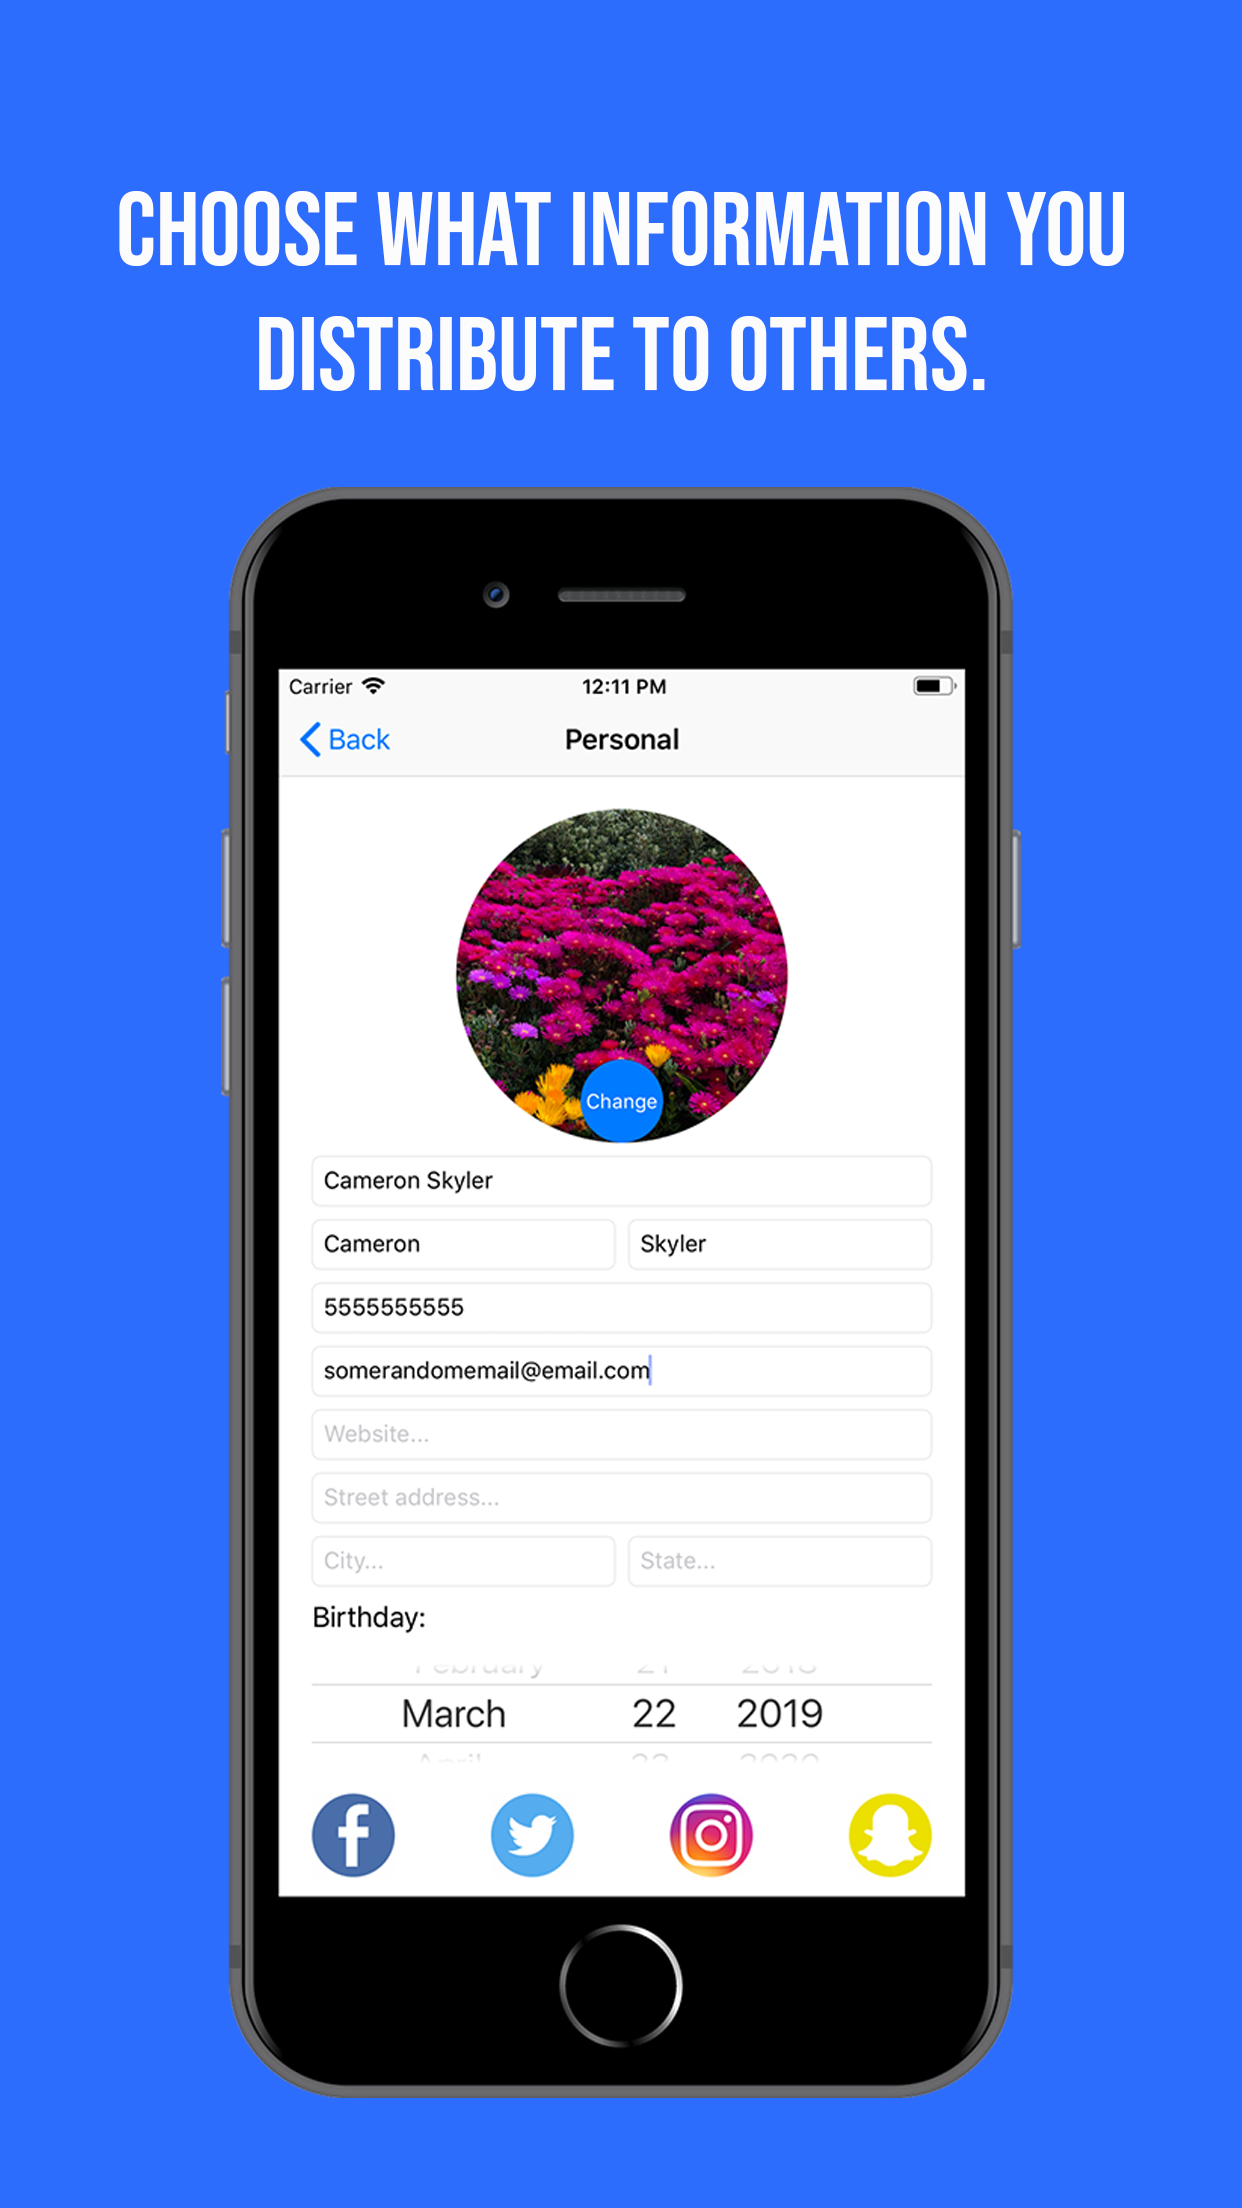 CHOOSE WHAT INFORMATION YOU
DISTRIBUTE TO OTHERS.
Carrier 12:11 PM
Back Personal
Change
Cameron Skyler
Cameron Skyler
5555555555
somerandomemail@email.com
Website...
Street address...
City... State...
Birthday:
February 21 2018
March 22 2019
April 23 2020